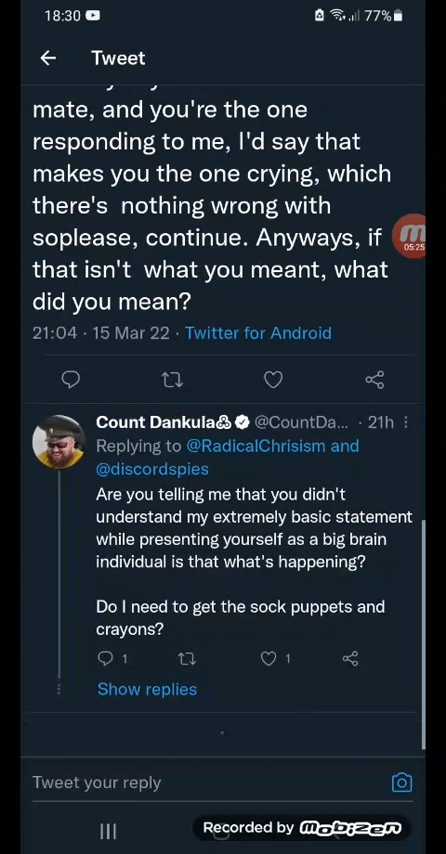 18:30 77%
Tweet
mate, and you're the one
responding to me, I'd say that
makes you the one crying, which
there's nothing wrong with
soplease, continue. Anyways, if
that isn't what you meant, what
did you mean?
05:25
21:04 · 15 Mar 22 · Twitter for Android
Count Dankula @CountDa... · 21h
Replying to @RadicalChrisism and
@discordspies
Are you telling me that you didn't
understand my extremely basic statement
while presenting yourself as a big brain
individual is that what's happening?
Do I need to get the sock puppets and
crayons?
1 1
Show replies
Tweet your reply
Recorded by mobizen